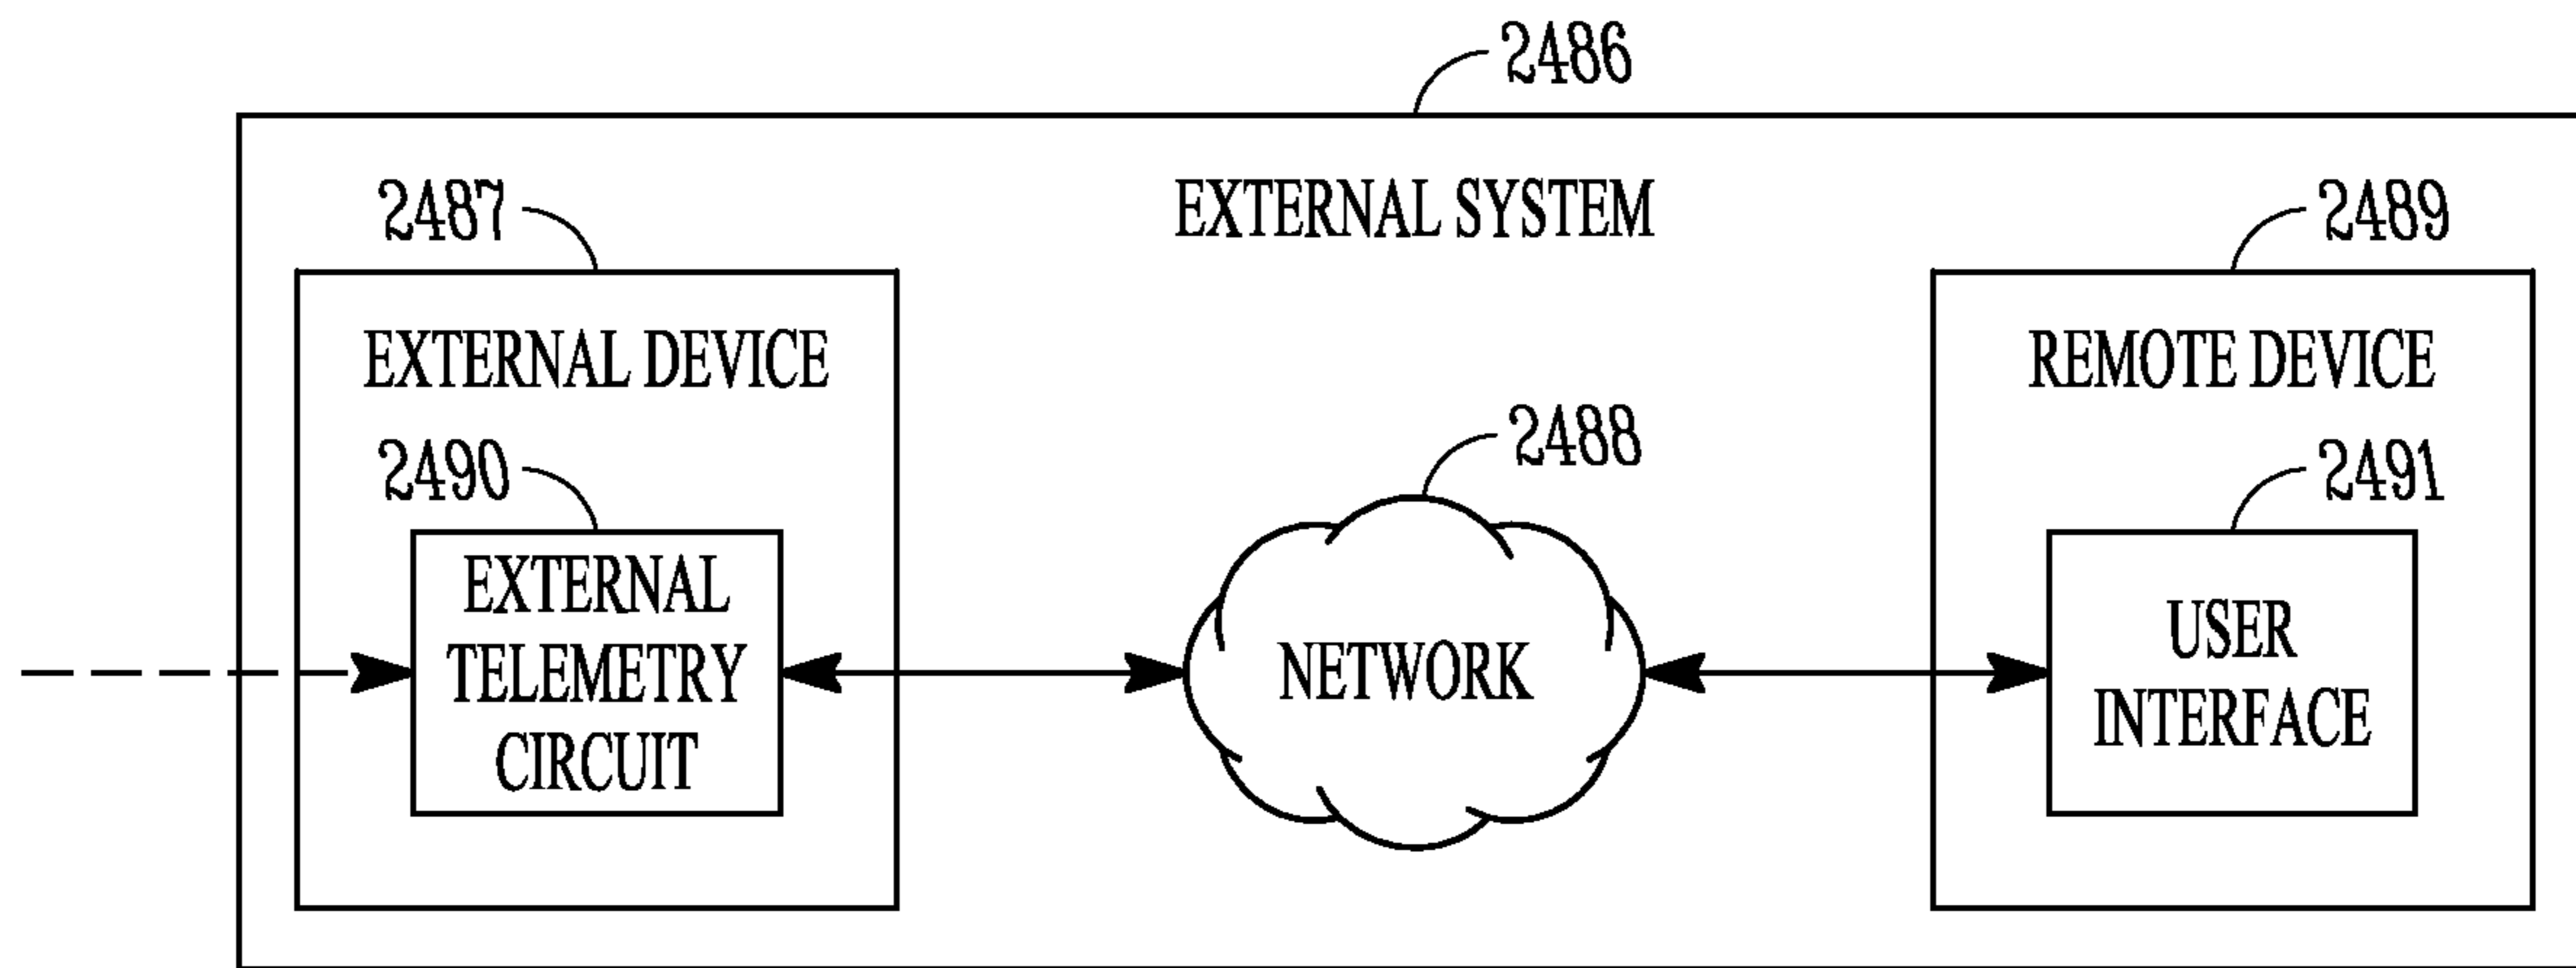 2486
EXTERNAL SYSTEM
2487
2489
EXTERNAL DEVICE
REMOTE DEVICE
2488
2490
2491
EXTERNAL
TELEMETRY
CIRCUIT
NETWORK
USER
INTERFACE